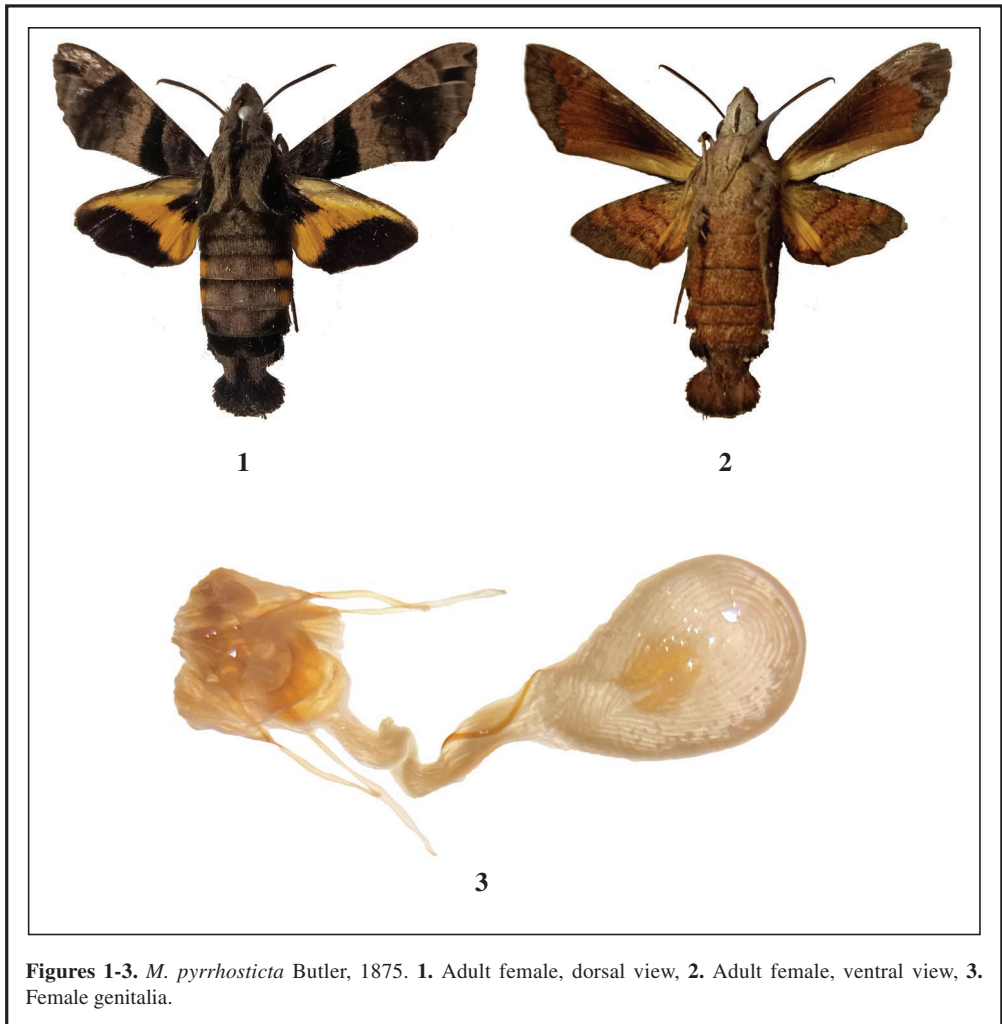 1
2
3
Figures 1-3. M. pyrrhosticta Butler, 1875. 1. Adult female, dorsal view, 2. Adult female, ventral view, 3.
Female genitalia.